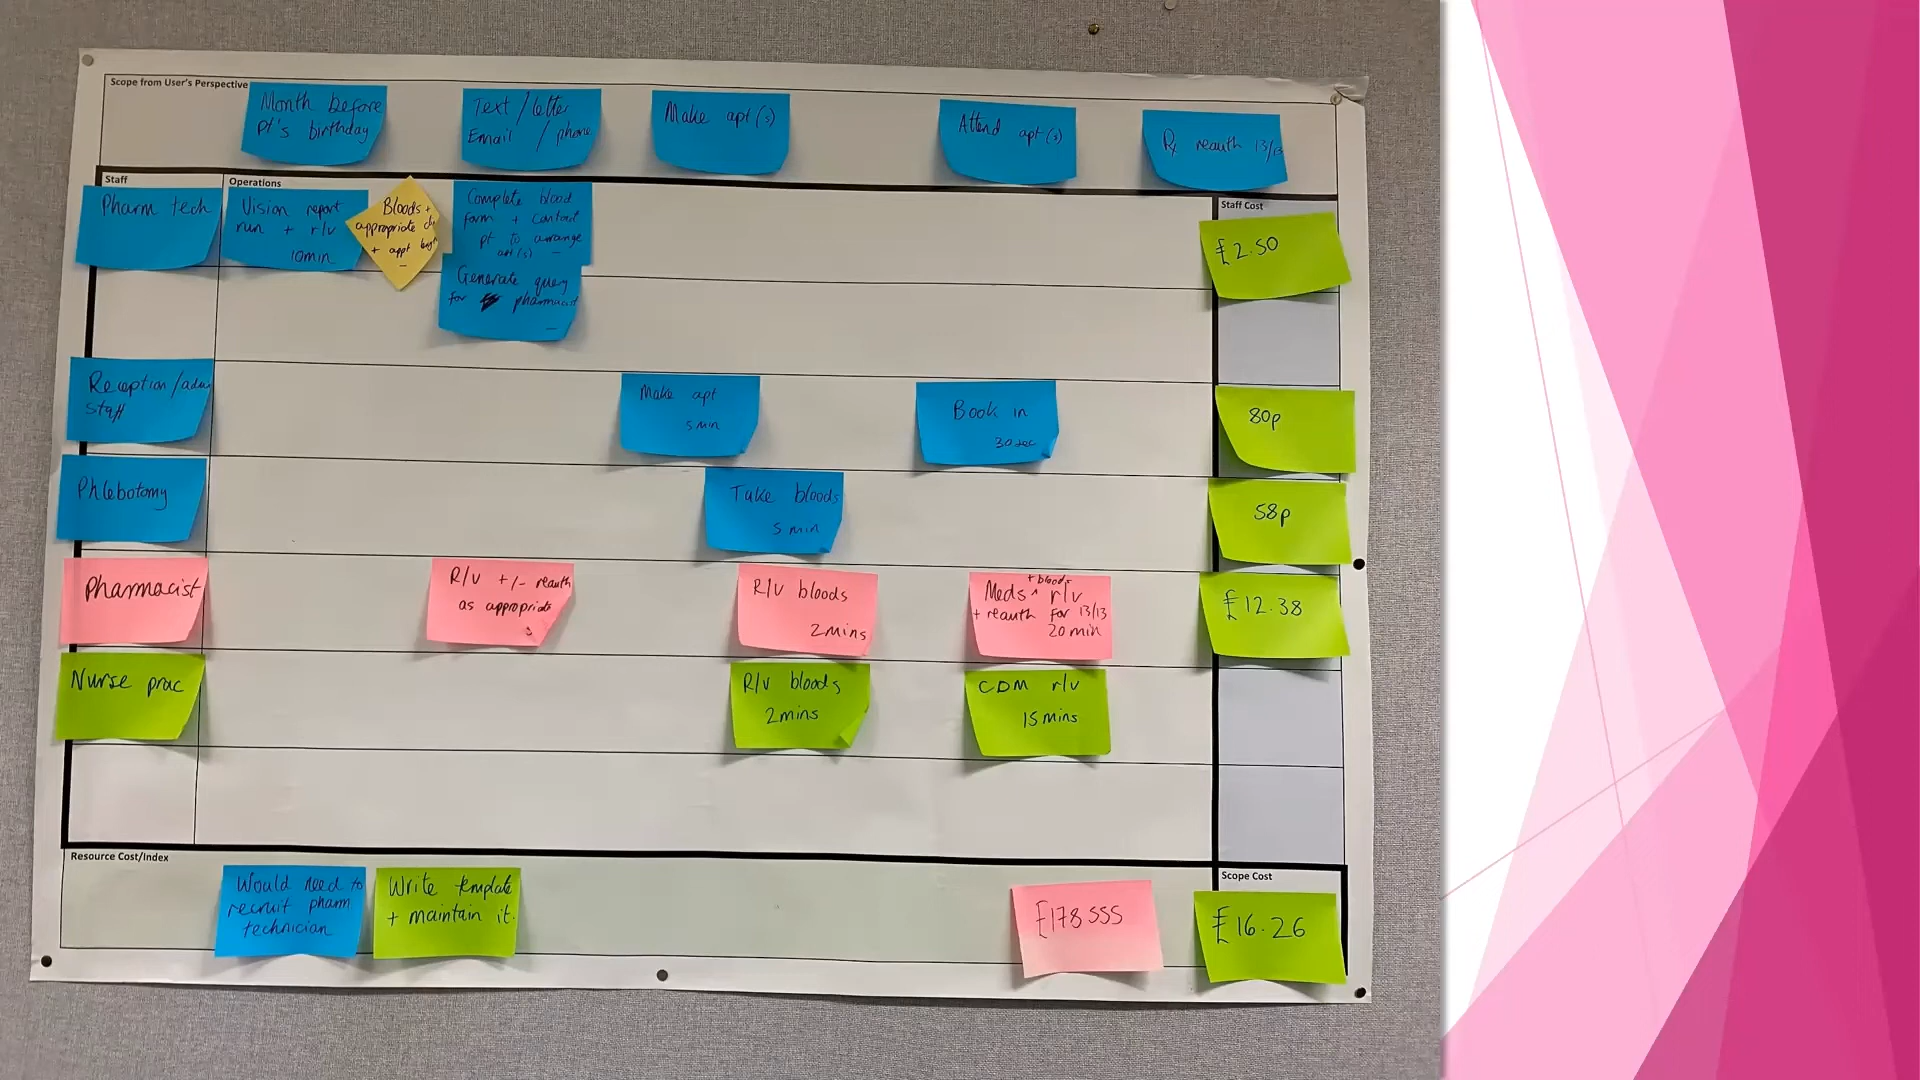 Scope from User's Perspective
Month before
pt's birthday
Text / letter
Email / phone
Make apt(s)
Attend apt(s)
Rx reauth 13/13
Staff
Operations
Staff Cost
Pharm tech
Vision report
run + r/v
10min
Bloods +
appropriate
+ appt
Complete blood
form + contact
pt to arrange
apt(s)
Generate query
for pharmacist
£2.50
Reception/admin
staff
Make apt
5 min
Book in
30 sec
80p
Phlebotomy
Take bloods
5 min
58p
Pharmacist
R/v +/- reauth
as appropriate
R/v bloods
2mins
+ bloods
Meds ^ r/v
+ reauth for 13/13
20min
£12.38
Nurse prac
R/v bloods
2mins
CDM r/v
15mins
Resource Cost/Index
Would need to
recruit pharm
technician
Write template
+ maintain it.
£178 555
Scope Cost
£16.26